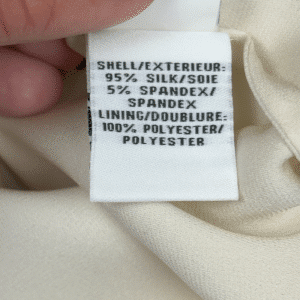 SHELL/EXTERIEUR:
95% SILK/SOIE
5% SPANDEX/
SPANDEX
LINING/DOUBLURE:
100% POLYESTER/
POLYESTER